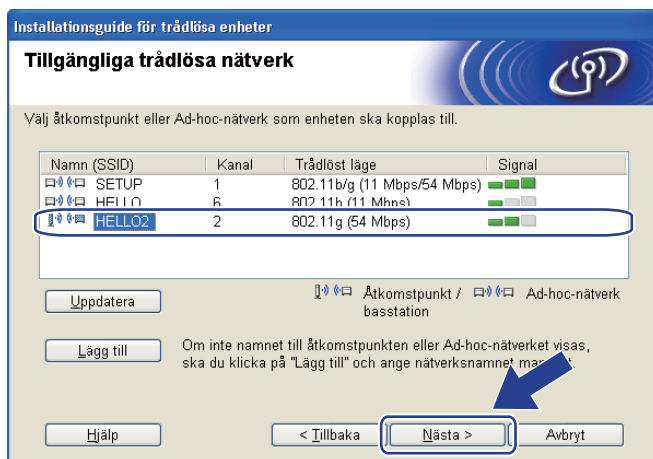 Installationsguide för trådlösa enheter
Tillgängliga trådlösa nätverk
Välj åtkomstpunkt eller Ad-hoc-nätverk som enheten ska kopplas till.
Namn (SSID) Kanal Trådlöst läge Signal
SETUP 1 802.11b/g (11 Mbps/54 Mbps)
HELLO 6 802.11b (11 Mbps)
HELLO2 2 802.11g (54 Mbps)
Uppdatera
Åtkomstpunkt / basstation
Ad-hoc-nätverk
Lägg till
Om inte namnet till åtkomstpunkten eller Ad-hoc-nätverket visas,
ska du klicka på "Lägg till" och ange nätverksnamnet
Hjälp < Tillbaka Nästa > Avbryt